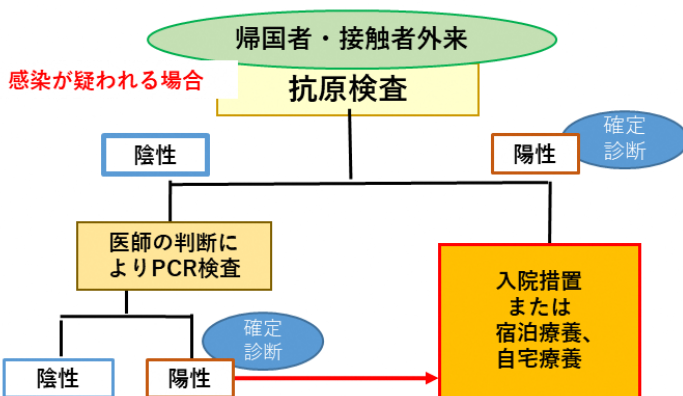 帰国者・接触者外来
感染が疑われる場合
抗原検査
陰性
陽性
確定
診断
医師の判断に
よりPCR検査
入院措置
または
宿泊療養、
自宅療養
確定
診断
陰性
陽性